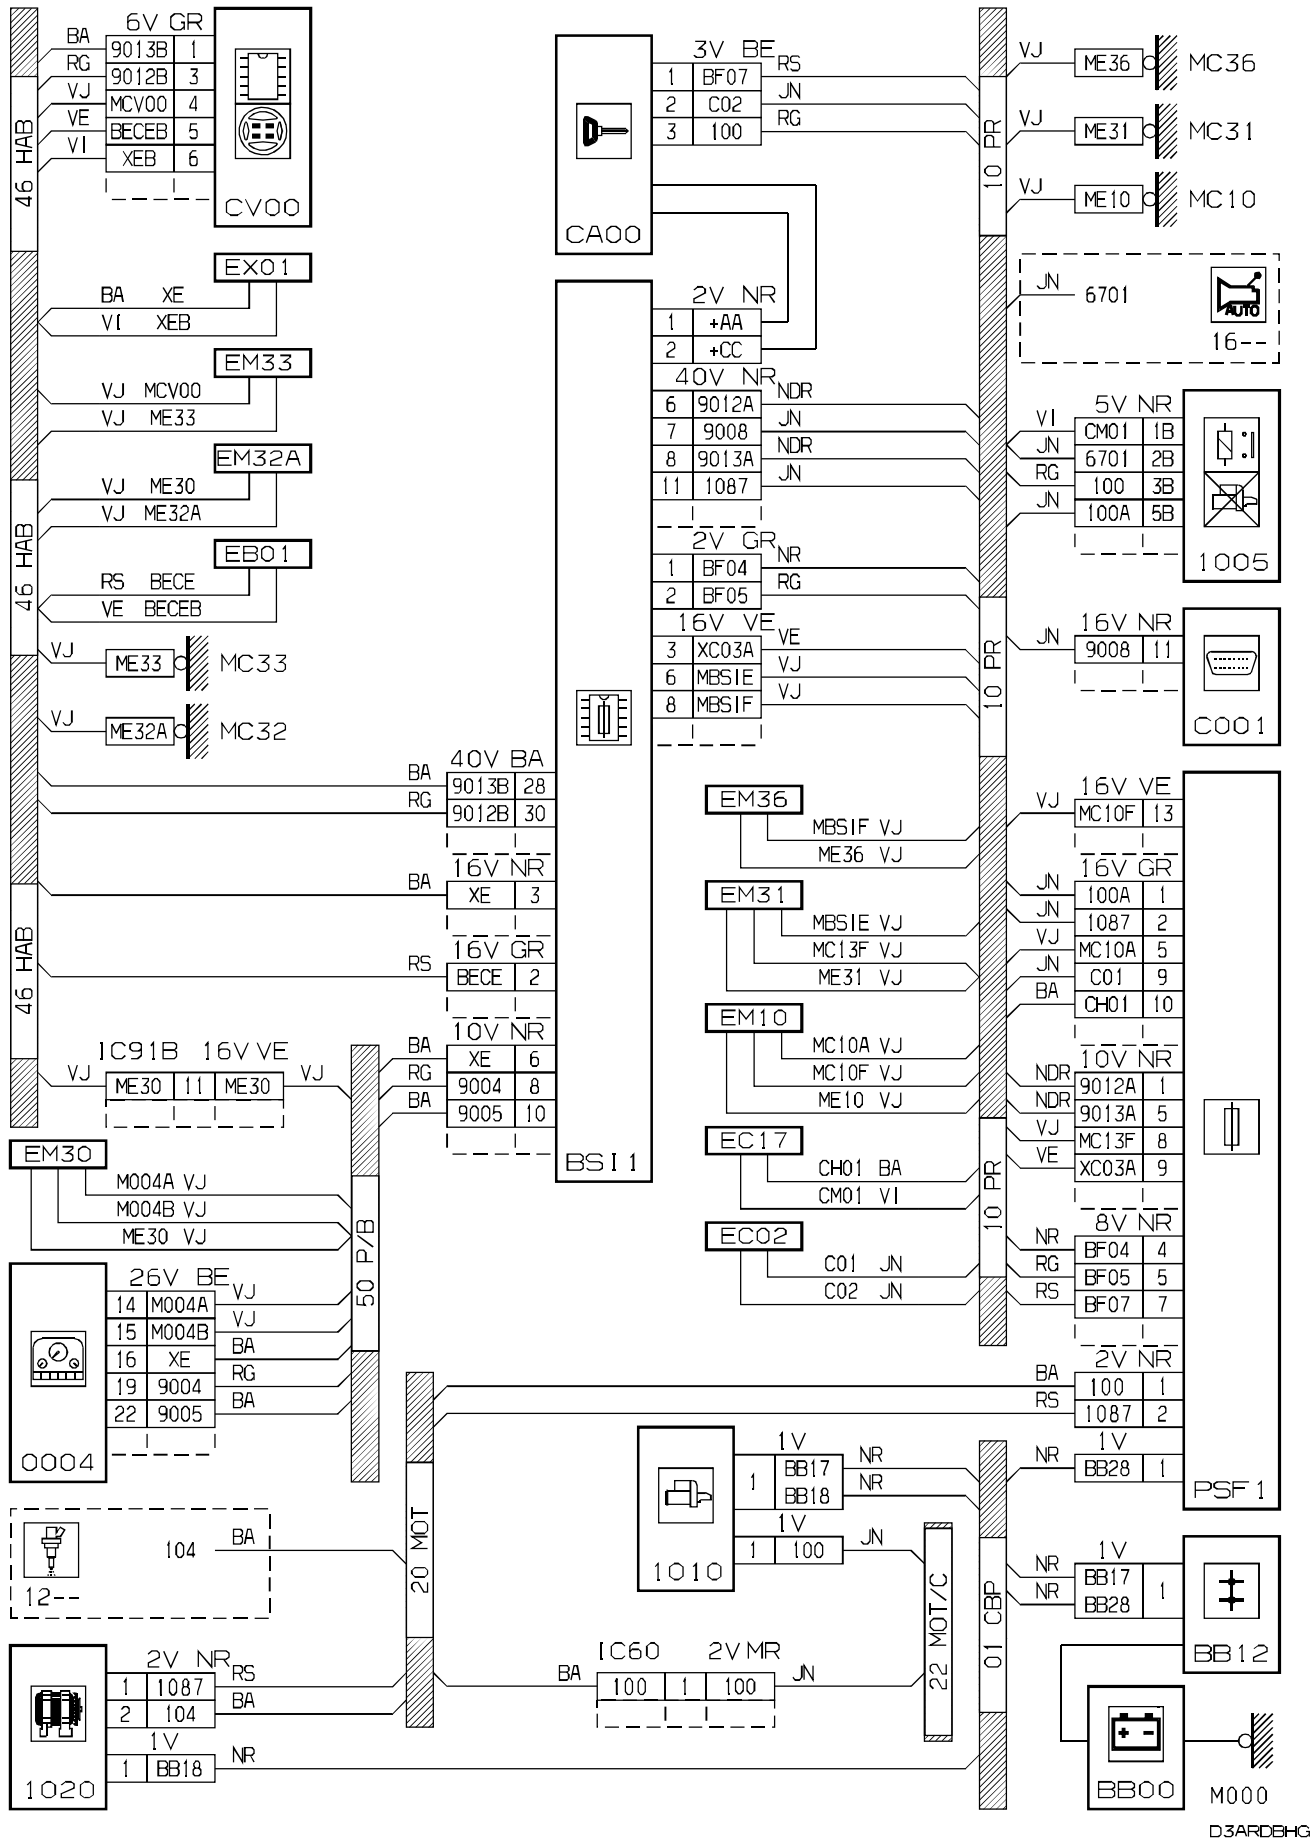 6V GR
BA 9013B 1
RG 9012B 3
VJ MCV00 4
VE BECEB 5
VI XEB 6
CV00
46 HAB
EX01
BA XE
VI XEB
EM33
VJ MCV00
VJ ME33
EM32A
VJ ME30
VJ ME32A
46 HAB
EB01
RS BECE
VE BECEB
VJ ME33 MC33
VJ ME32A MC32
46 HAB
3V BE
1 BF07 RS
2 C02 JN
3 100 RG
CA00
2V NR
1 +AA
2 +CC
40V NR
6 9012A NDR
7 9008 JN
8 9013A NDR
11 1087 JN
2V GR
1 BF04 NR
2 BF05 RG
16V VE
3 XC03A VE
6 MBSIE VJ
8 MBSIF VJ
40V BA
BA 9013B 28
RG 9012B 30
16V NR
BA XE 3
16V GR
RS BECE 2
10V NR
BA XE 6
RG 9004 8
BA 9005 10
BSI1
10 PR
VJ ME36 MC36
VJ ME31 MC31
VJ ME10 MC10
JN 6701
AUTO
16--
5V NR
VI CM01 1B
JN 6701 2B
RG 100 3B
JN 100A 5B
1005
10 PR
16V NR
JN 9008 11
C001
EM36
MBSIF VJ
ME36 VJ
EM31
MBSIE VJ
MC13F VJ
ME31 VJ
EM10
MC10A VJ
MC10F VJ
ME10 VJ
EC17
CH01 BA
CM01 VI
EC02
C01 JN
C02 JN
10 PR
16V VE
VJ MC10F 13
16V GR
JN 100A 1
JN 1087 2
VJ MC10A 5
JN C01 9
BA CH01 10
10V NR
NDR 9012A 1
NDR 9013A 5
VJ MC13F 8
VE XC03A 9
8V NR
NR BF04 4
RG BF05 5
RS BF07 7
2V NR
BA 100 1
RS 1087 2
1V
NR BB28 1
PSF1
IC91B 16V VE
VJ ME30 11 ME30 VJ
EM30
M004A VJ
M004B VJ
ME30 VJ
50 P/B
26V BE
14 M004A VJ
15 M004B VJ
16 XE BA
19 9004 RG
22 9005 BA
0004
104 BA
12--
20 MOT
2V NR
1 1087 RS
2 104 BA
1V
1 BB18 NR
1020
1V
1 BB17 NR
BB18 NR
1V
1 100 JN
1010
22 MOT/C
IC60 2V MR
BA 100 1 100 JN
01 CBP
1V
NR BB17 1
NR BB28
BB12
BB00
M000
D3ARDBHG